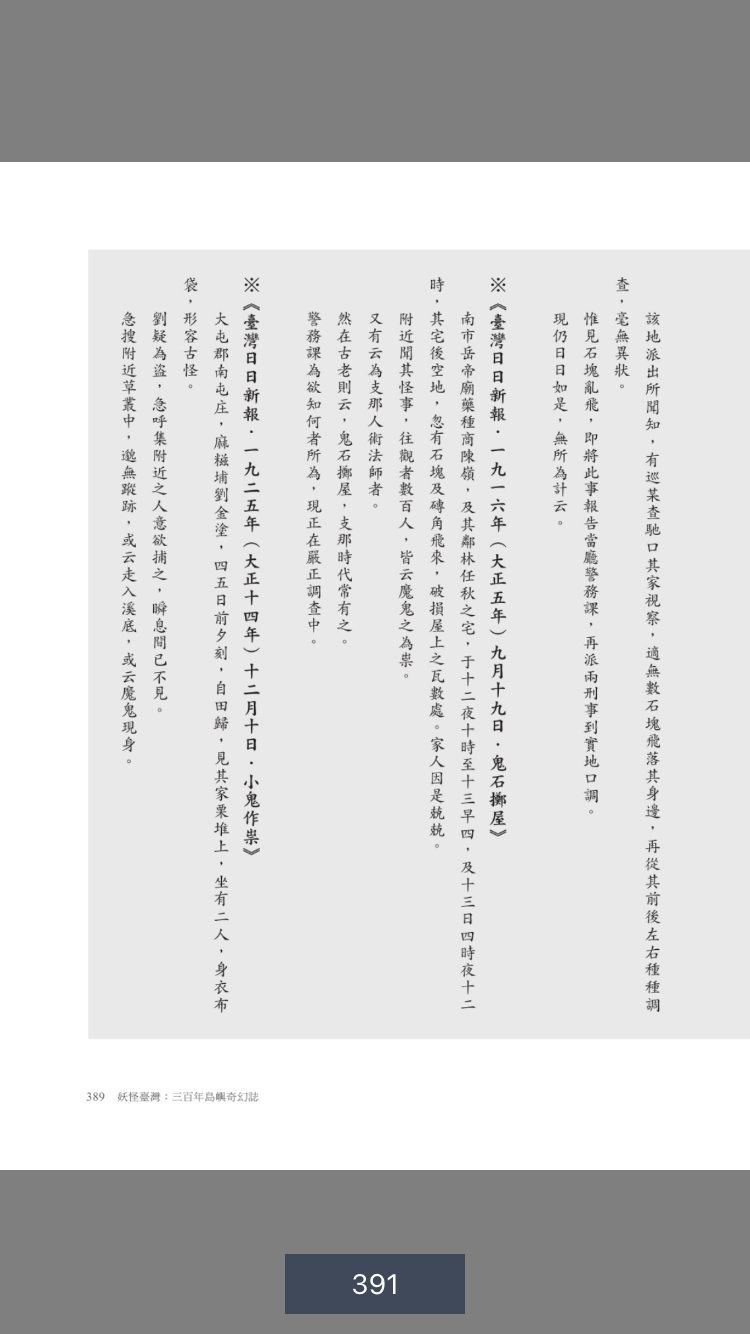 該地派出所聞知，有巡某查馳口其家視察，適無數石塊飛落其身邊，再從其前後左右種種調
查，毫無異狀。
惟見石塊亂飛，即將此事報告當廳警務課，再派兩刑事到實地口調。
現仍日日如是，無所為計云。
※《臺灣日日新報．一九一六年（大正五年）九月十九日．鬼石擲屋》
南市岳帝廟藥種商陳嶺，及其鄰林任秋之宅，于十二夜十時至十三早四，及十三日四時夜十二
時，其宅後空地，忽有石塊及磚角飛來，破損屋上之瓦數處。家人因是兢兢。
附近聞其怪事，往觀者數百人，皆云魔鬼之為祟。
又有云為支那人術法師者。
然在古老則云，鬼石擲屋，支那時代常有之。
警務課為欲知何者所為，現正在嚴正調查中。
※《臺灣日日新報．一九二五年（大正十四年）十二月十日．小鬼作祟》
大屯郡南屯庄，麻糍埔劉金塗，四五日前夕刻，自田歸，見其家粟堆上，坐有二人，身衣布
袋，形容古怪。
劉疑為盜，急呼集附近之人意欲捕之，瞬息間已不見。
急搜附近草叢中，邈無蹤跡，或云走入溪底，或云魔鬼現身。
389 妖怪臺灣：三百年島嶼奇幻誌
391